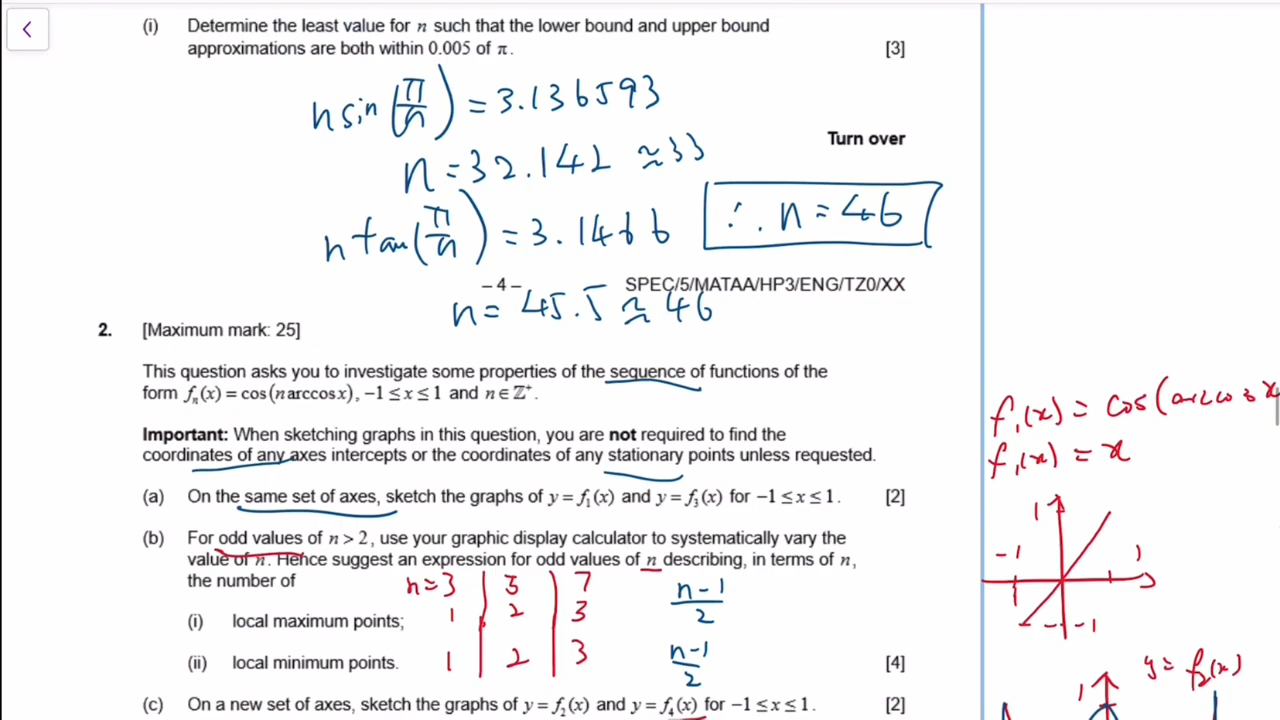 (i) Determine the least value for n such that the lower bound and upper bound
approximations are both within 0.005 of π. [3]
n sin(π/n) = 3.136593
Turn over
n = 32.142 ≈ 33
n tan(π/n) = 3.1466
∴ n = 46
– 4 – SPEC/5/MATAA/HP3/ENG/TZ0/XX
n = 45.5 ≈ 46
2. [Maximum mark: 25]
This question asks you to investigate some properties of the sequence of functions of the
form fₙ(x) = cos(n arccosx), −1 ≤ x ≤ 1 and n ∈ ℤ⁺.
Important: When sketching graphs in this question, you are not required to find the
coordinates of any axes intercepts or the coordinates of any stationary points unless requested.
(a) On the same set of axes, sketch the graphs of y = f₁(x) and y = f₃(x) for −1 ≤ x ≤ 1. [2]
(b) For odd values of n > 2, use your graphic display calculator to systematically vary the
value of n. Hence suggest an expression for odd values of n describing, in terms of n,
the number of
n=3 | 5 | 7
1 | 2 | 3 n-1/2
(i) local maximum points;
(ii) local minimum points. [4]
1 | 2 | 3 n-1/2
(c) On a new set of axes, sketch the graphs of y = f₂(x) and y = f₄(x) for −1 ≤ x ≤ 1. [2]
f₁(x) = cos(arccos x
f₁(x) = x
1
-1 1
-1
y = f₂(x)
1